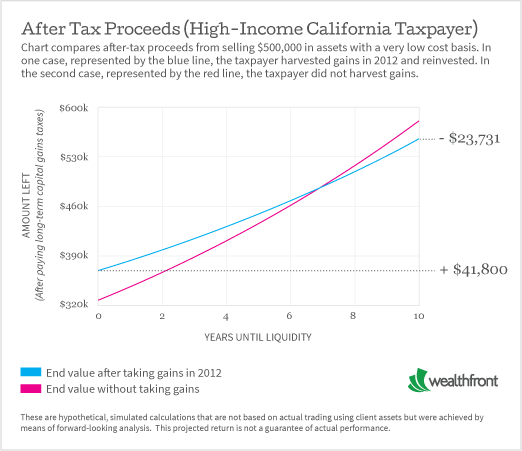 After Tax Proceeds (High-Income California Taxpayer)
Chart compares after-tax proceeds from selling $500,000 in assets with a very low cost basis. In
one case, represented by the blue line, the taxpayer harvested gains in 2012 and reinvested. In
the second case, represented by the red line, the taxpayer did not harvest gains.
AMOUNT LEFT
(After paying long-term capital gains taxes)
$600k
$530k
$460k
$390k
$320k
- $23,731
+ $41,800
0 2 4 6 8 10
YEARS UNTIL LIQUIDITY
End value after taking gains in 2012
End value without taking gains
wealthfront
These are hypothetical, simulated calculations that are not based on actual trading using client assets but were achieved by
means of forward-looking analysis. This projected return is not a guarantee of actual performance.